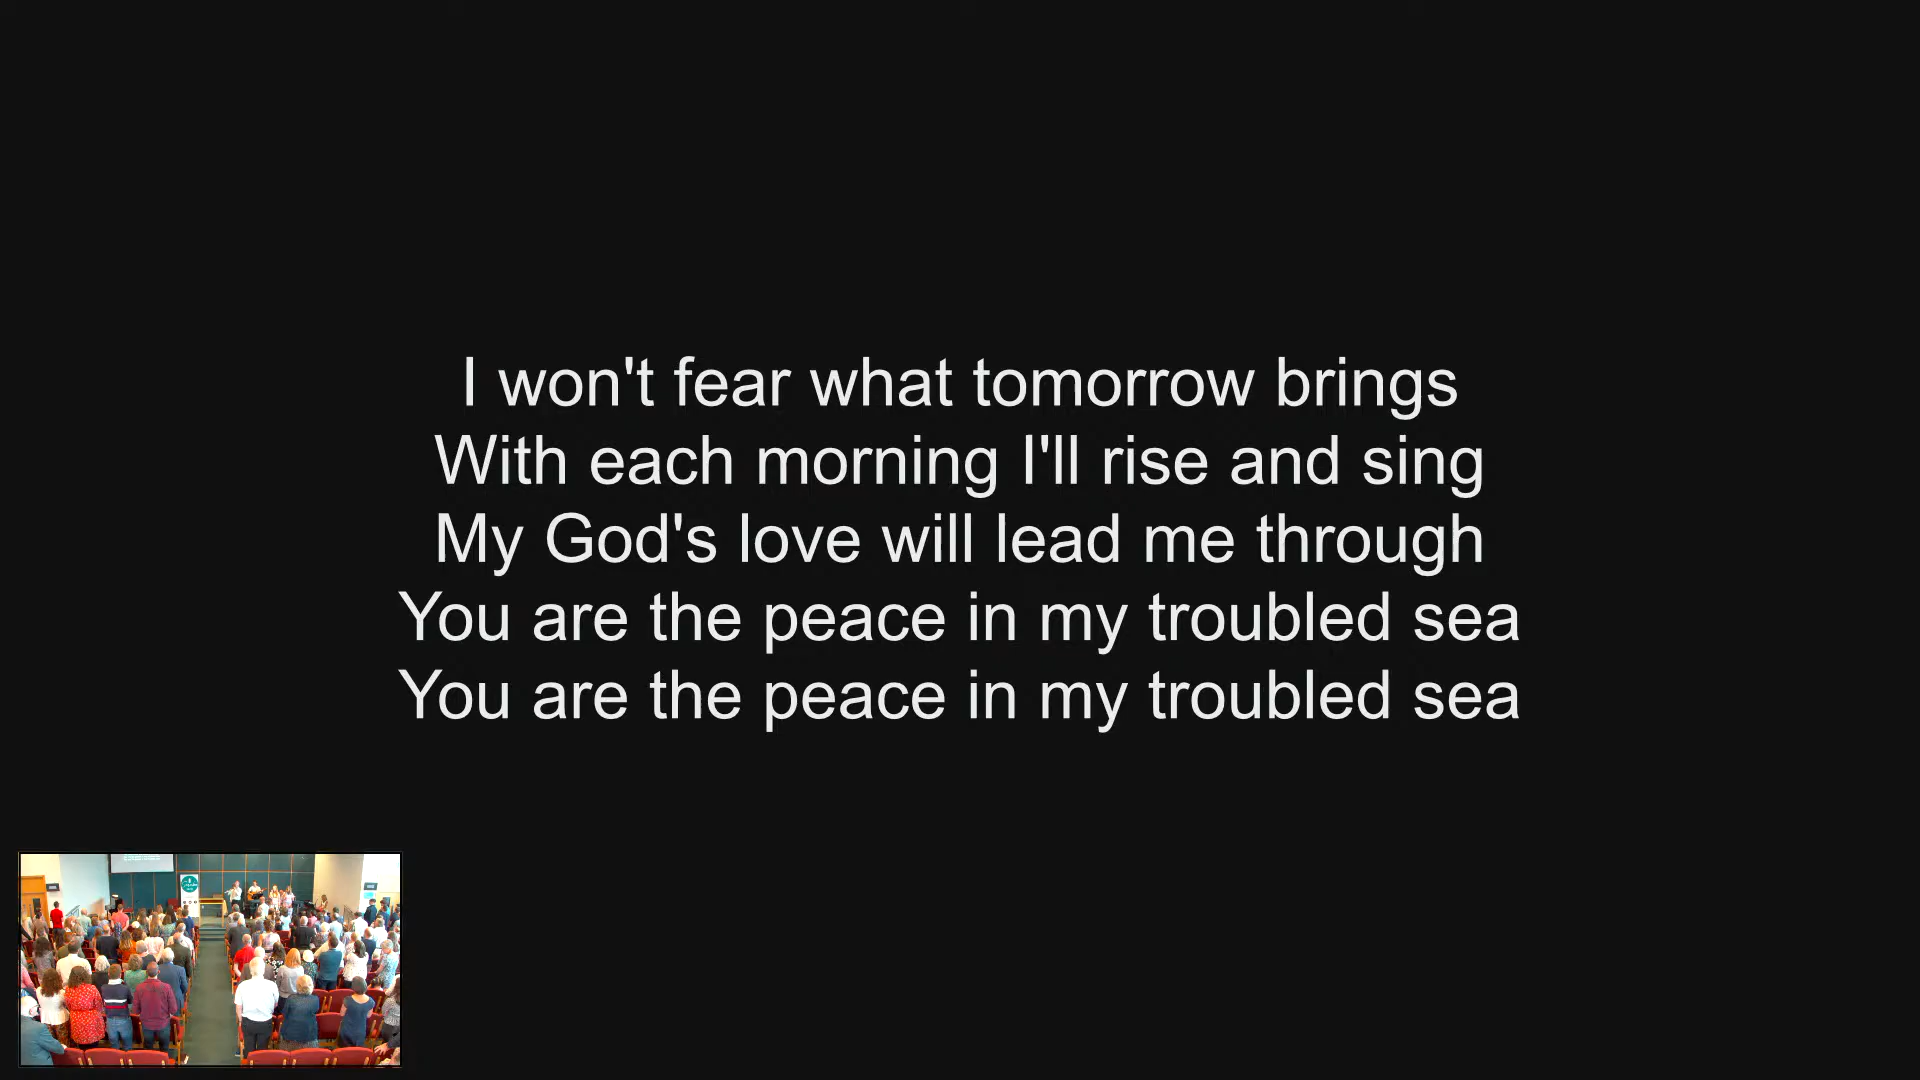 I won't fear what tomorrow brings
With each morning I'll rise and sing
My God's love will lead me through
You are the peace in my troubled sea
You are the peace in my troubled sea